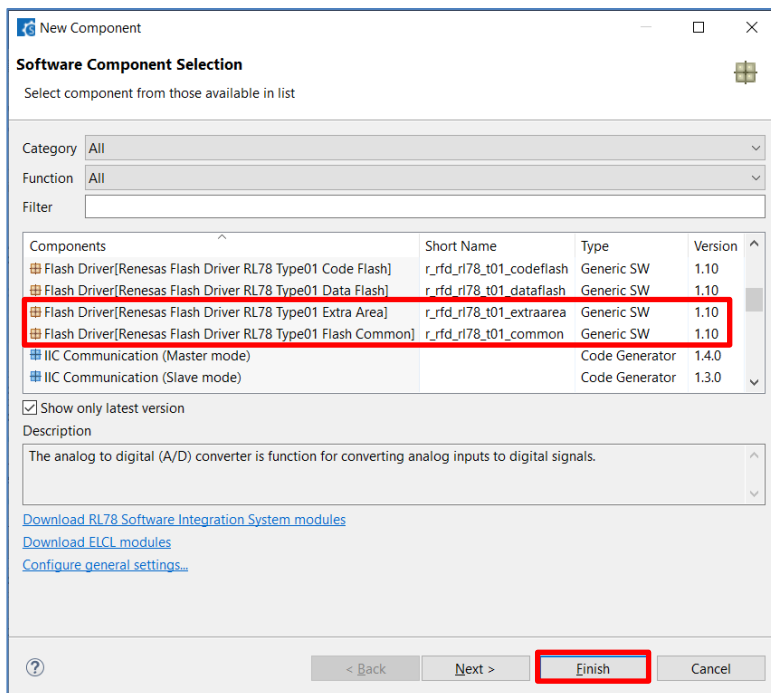 New Component
Software Component Selection
Select component from those available in list
Category All
Function All
Filter
Components Short Name Type Version
Flash Driver[Renesas Flash Driver RL78 Type01 Code Flash] r_rfd_rl78_t01_codeflash Generic SW 1.10
Flash Driver[Renesas Flash Driver RL78 Type01 Data Flash] r_rfd_rl78_t01_dataflash Generic SW 1.10
Flash Driver[Renesas Flash Driver RL78 Type01 Extra Area] r_rfd_rl78_t01_extraarea Generic SW 1.10
Flash Driver[Renesas Flash Driver RL78 Type01 Flash Common] r_rfd_rl78_t01_common Generic SW 1.10
IIC Communication (Master mode) Code Generator 1.4.0
IIC Communication (Slave mode) Code Generator 1.3.0
Show only latest version
Description
The analog to digital (A/D) converter is function for converting analog inputs to digital signals.
Download RL78 Software Integration System modules
Download ELCL modules
Configure general settings...
? < Back Next > Finish Cancel